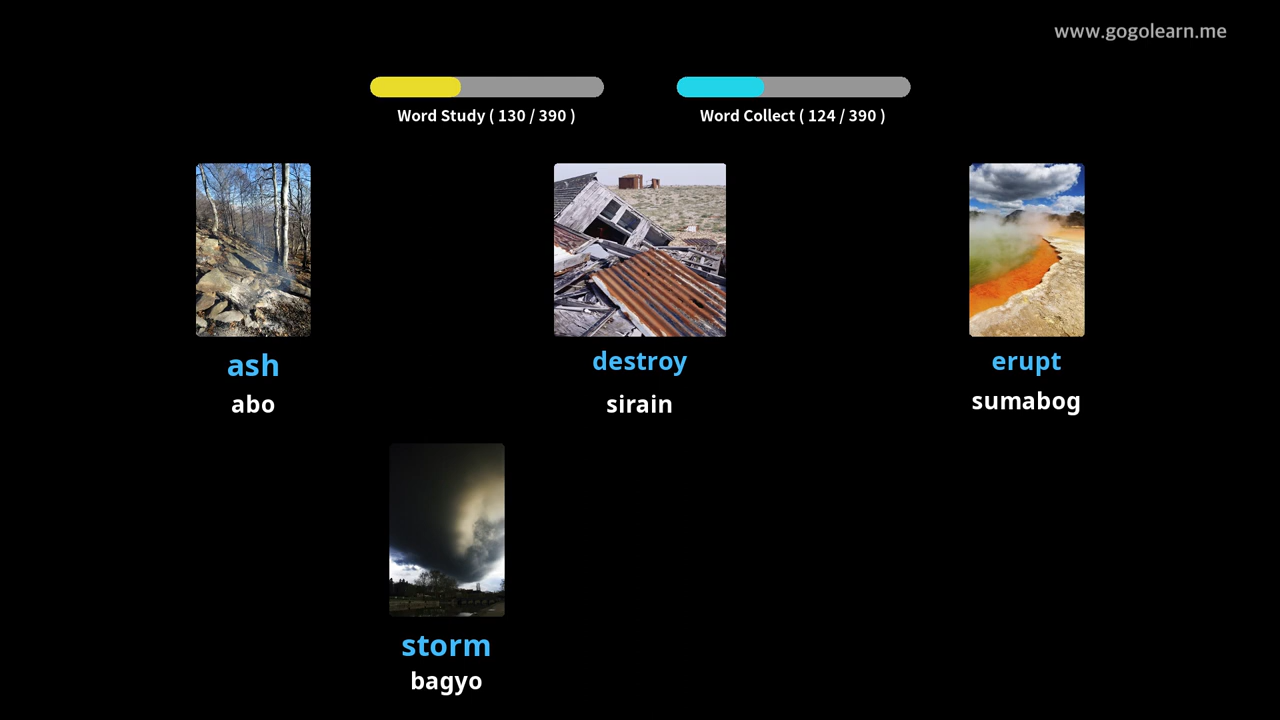 www.gogolearn.me
Word Study ( 130 / 390 )
Word Collect ( 124 / 390 )
ash
abo
destroy
sirain
erupt
sumabog
storm
bagyo